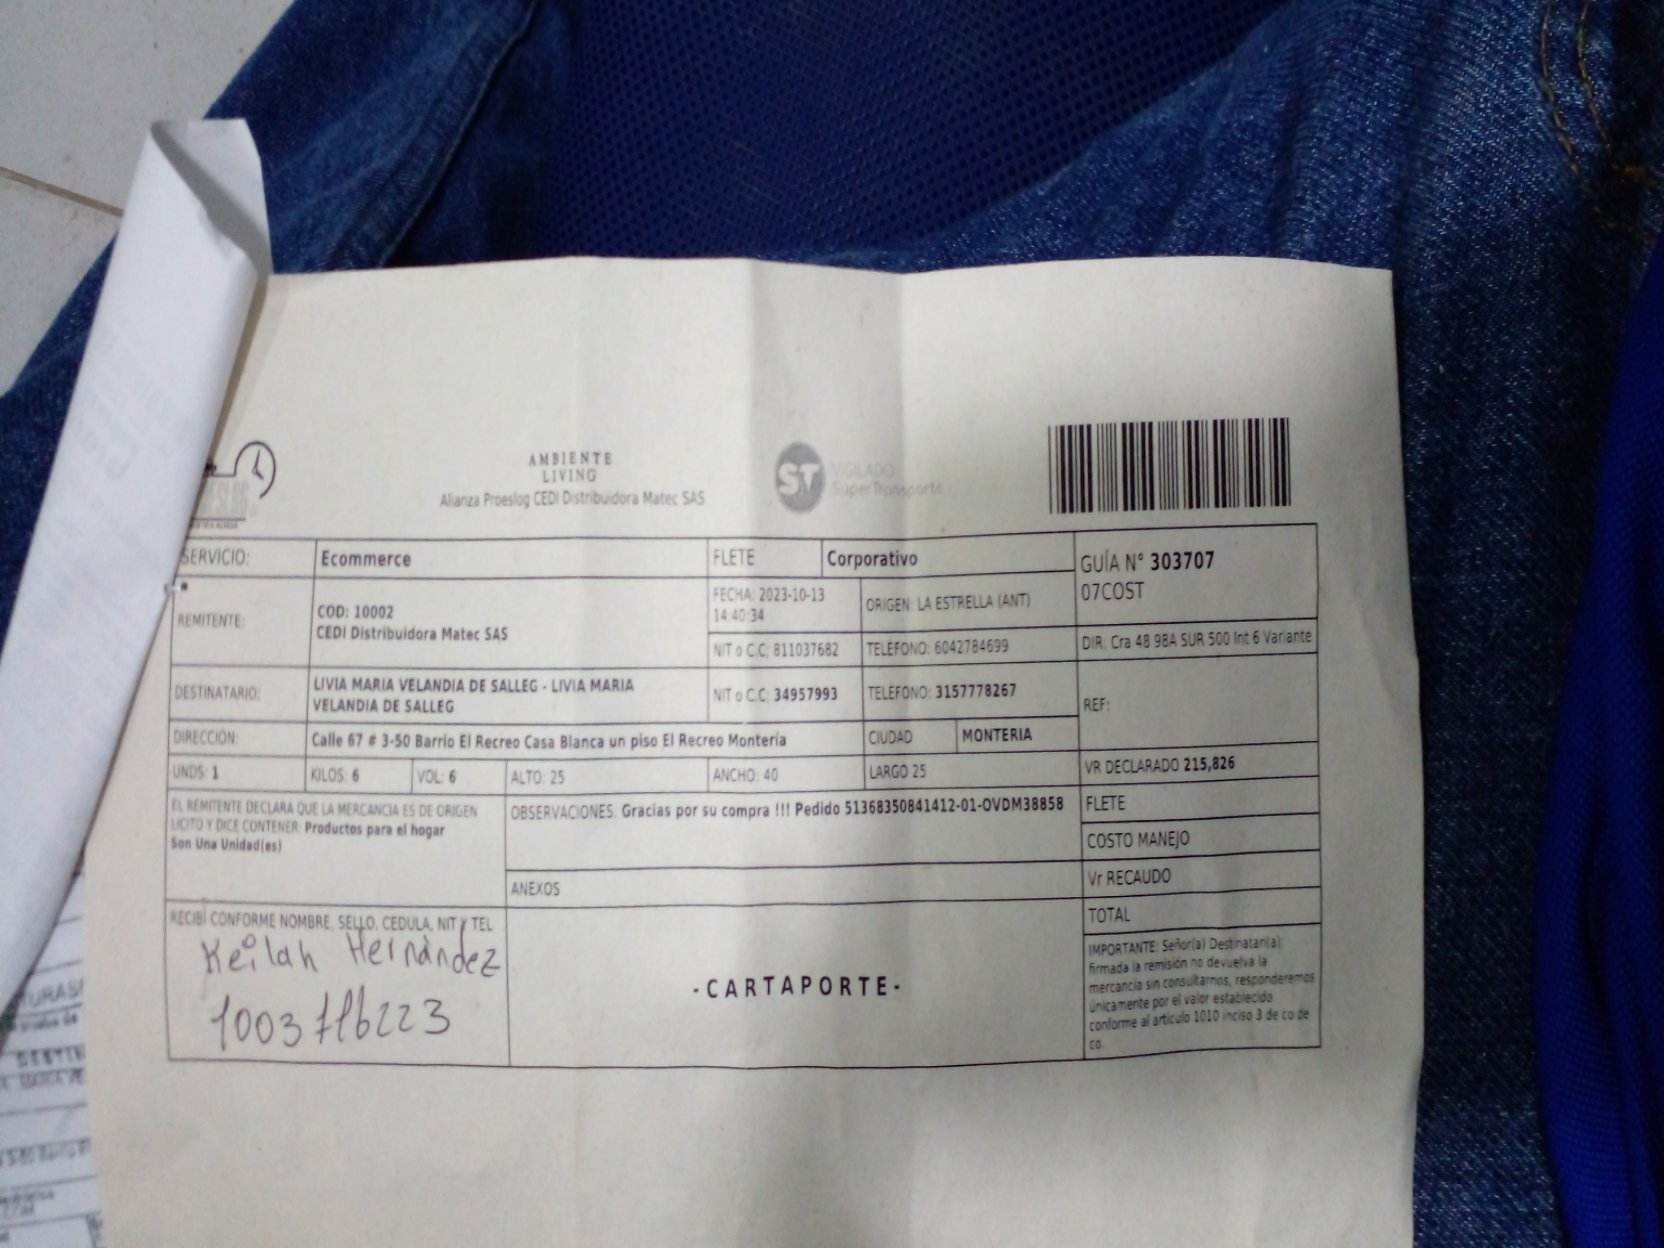 AMBIENTE
LIVING
Alianza Proeslog CEDI Distribuidora Matec SAS
ST VIGILADO
SuperTransporte
SERVICIO: Ecommerce FLETE Corporativo GUÍA N° 303707
07COST
REMITENTE: COD: 10002
CEDI Distribuidora Matec SAS
FECHA: 2023-10-13
14:40:34
ORIGEN: LA ESTRELLA (ANT)
NIT o C.C: 811037682 TELÉFONO: 6042784699 DIR: Cra 48 98A SUR 500 Int 6 Variante
DESTINATARIO: LIVIA MARIA VELANDIA DE SALLEG - LIVIA MARIA
VELANDIA DE SALLEG
NIT o C.C: 34957993 TELÉFONO: 3157778267 REF:
DIRECCIÓN: Calle 67 # 3-50 Barrio El Recreo Casa Blanca un piso El Recreo Montería CIUDAD MONTERIA
UNDS: 1 KILOS: 6 VOL: 6 ALTO: 25 ANCHO: 40 LARGO 25 VR DECLARADO 215,826
EL REMITENTE DECLARA QUE LA MERCANCIA ES DE ORIGEN
LICITO Y DICE CONTENER: Productos para el hogar
Son Una Unidad(es)
OBSERVACIONES: Gracias por su compra !!! Pedido 51368350841412-01-OVDM38858
FLETE
COSTO MANEJO
ANEXOS
Vr RECAUDO
TOTAL
RECIBÍ CONFORME NOMBRE, SELLO, CEDULA, NIT Y TEL
Keilah Hernández
1003716223
-CARTAPORTE-
IMPORTANTE: Señor(a) Destinatari(a):
firmada la remisión no devuelva la
mercancia sin consultarnos, responderemos
únicamente por el valor establecido
conforme al articulo 1010 inciso 3 de co de
co.